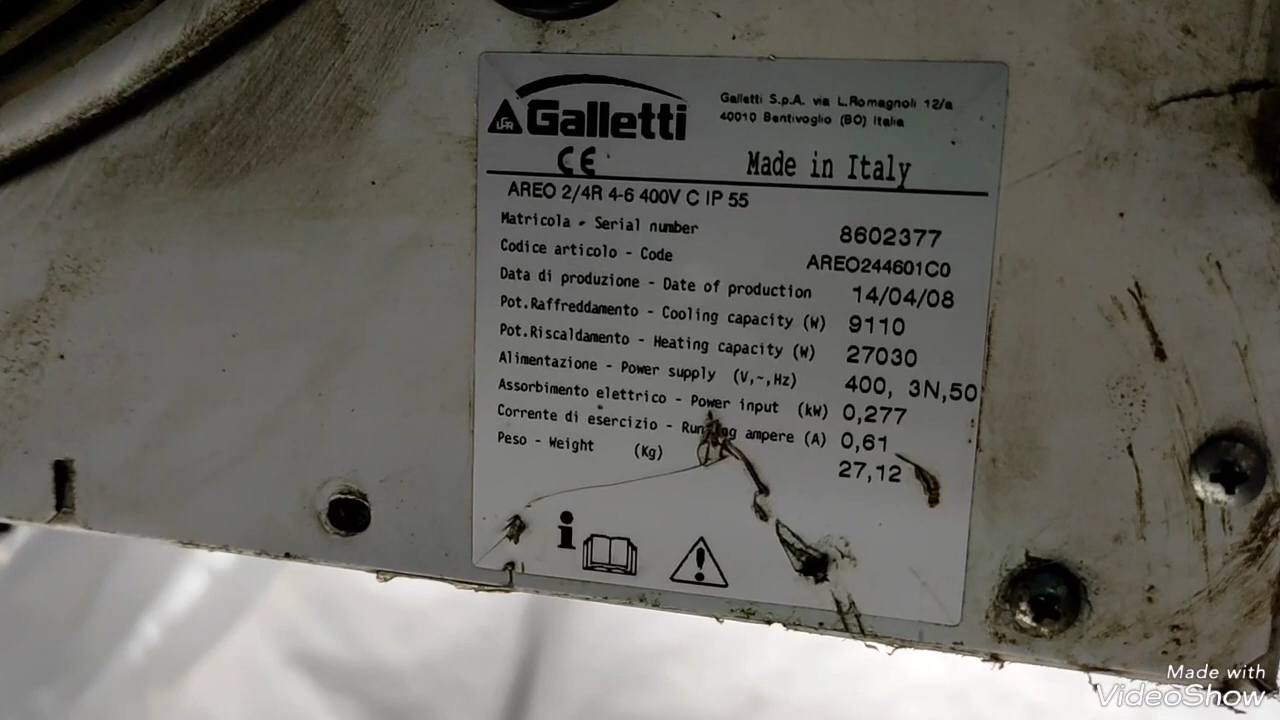 Galletti
UGR
Galletti S.p.A. via L.Romagnoli 12/a
40010 Bentivoglio (BO) Italia
CE
Made in Italy
AREO 2/4R 4-6 400V C IP 55
Matricola - Serial number 8602377
Codice articolo - Code AREO244601C0
Data di produzione - Date of production 14/04/08
Pot.Raffreddamento - Cooling capacity (W) 9110
Pot.Riscaldamento - Heating capacity (W) 27030
Alimentazione - Power supply (V,~,Hz) 400, 3N,50
Assorbimento elettrico - Power input (kW) 0,277
Corrente di esercizio - Running ampere (A) 0,61
Peso - Weight (Kg) 27,12
Made with
VideoShow